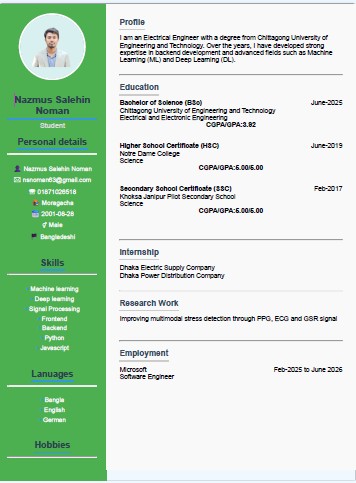 Nazmus Salehin
Noman
Student
Personal details
Nazmus Salehin Noman
nsnoman63@gmail.com
01871026516
Moragacha
2001-06-26
Male
Bangladeshi
Skills
Machine learning
Deep learning
Signal Processing
Frontend
Backend
Python
Javascript
Lanuages
Bangla
English
German
Hobbies
Profile
I am an Electrical Engineer with a degree from Chittagong University of
Engineering and Technology. Over the years, I have developed strong
expertise in backend development and advanced fields such as Machine
Learning (ML) and Deep Learning (DL).
Education
Bachelor of Science (BSc) June-2025
Chittagong University of Engineering and Technology
Electrical and Electronic Engineering
CGPA/GPA:3.92
Higher School Certificate (HSC) June-2019
Notre Dame College
Science
CGPA/GPA:5.00/5.00
Secondary School Certificate (SSC) Feb-2017
Khoksa Janipur Pilot Secondary School
Science
CGPA/GPA:5.00/5.00
Internship
Dhaka Electric Supply Company
Dhaka Power Distribution Company
Research Work
Improving multimodal stress detection through PPG, ECG and GSR signal
Employment
Microsoft Feb-2025 to June 2026
Software Engineer